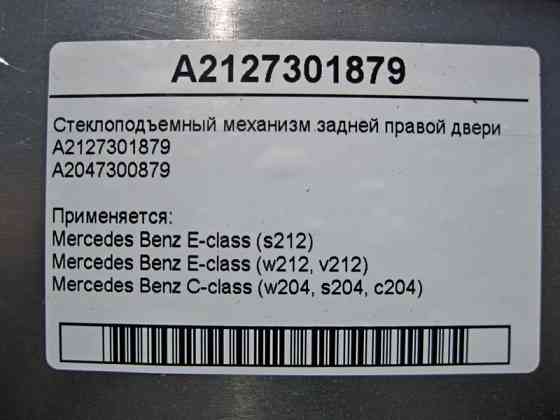 A2127301879
Стеклоподъемный механизм задней правой двери
A2127301879
A2047300879
Применяется:
Mercedes Benz E-class (s212)
Mercedes Benz E-class (w212, v212)
Mercedes Benz C-class (w204, s204, c204)